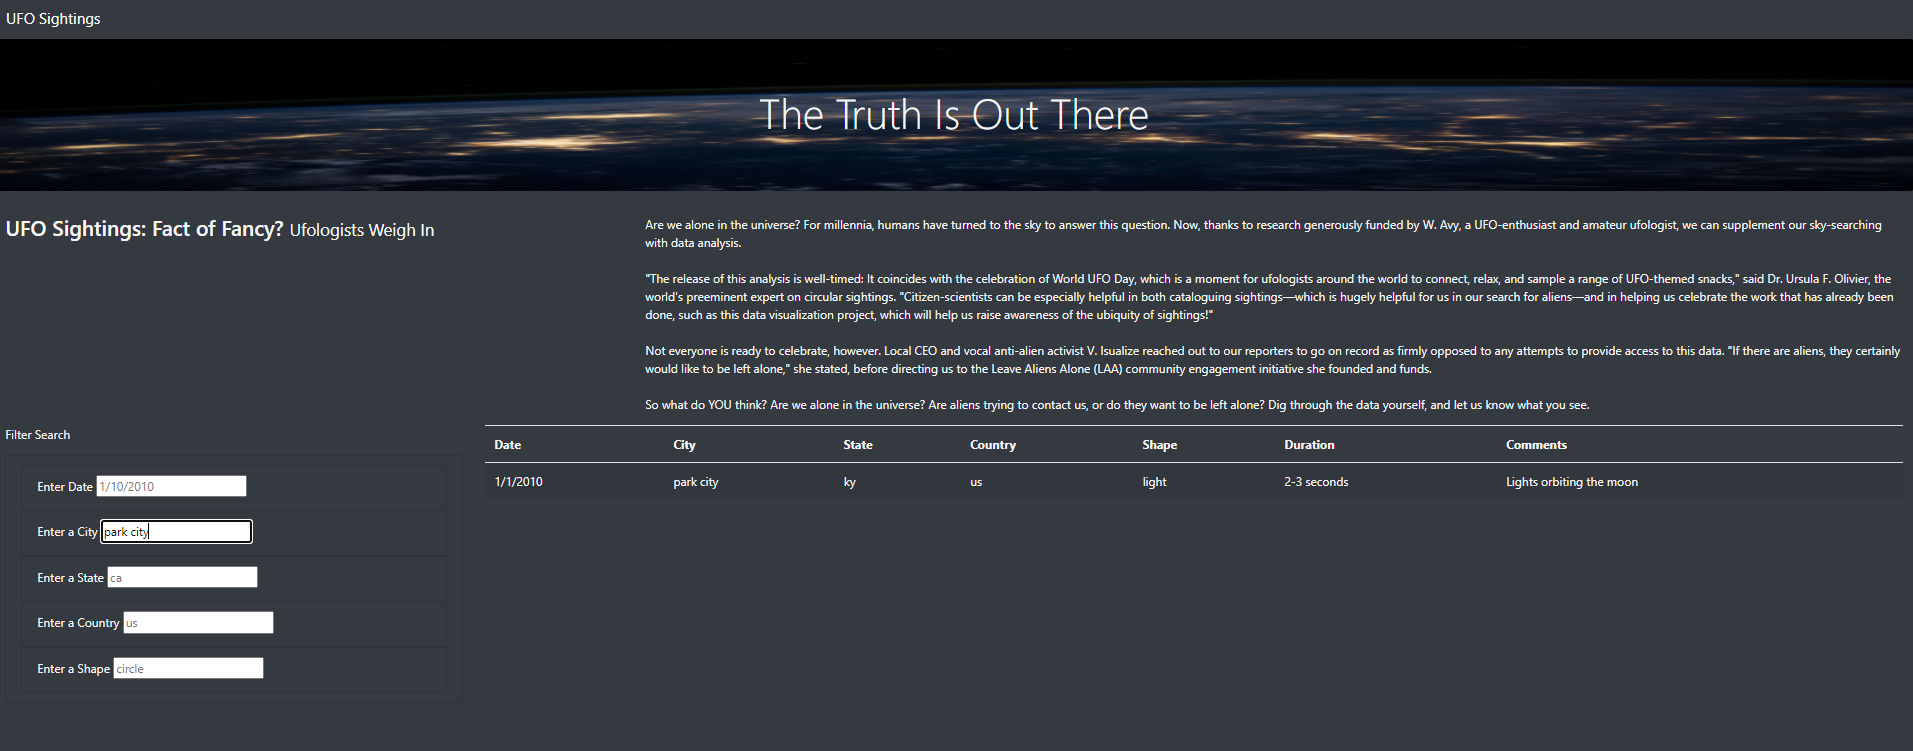 UFO Sightings
The Truth Is Out There
UFO Sightings: Fact of Fancy? Ufologists Weigh In
Are we alone in the universe? For millennia, humans have turned to the sky to answer this question. Now, thanks to research generously funded by W. Avy, a UFO-enthusiast and amateur ufologist, we can supplement our sky-searching
with data analysis.
"The release of this analysis is well-timed: It coincides with the celebration of World UFO Day, which is a moment for ufologists around the world to connect, relax, and sample a range of UFO-themed snacks," said Dr. Ursula F. Olivier, the
world's preeminent expert on circular sightings. "Citizen-scientists can be especially helpful in both cataloguing sightings—which is hugely helpful for us in our search for aliens—and in helping us celebrate the work that has already been
done, such as this data visualization project, which will help us raise awareness of the ubiquity of sightings!"
Not everyone is ready to celebrate, however. Local CEO and vocal anti-alien activist V. Isualize reached out to our reporters to go on record as firmly opposed to any attempts to provide access to this data. "If there are aliens, they certainly
would like to be left alone," she stated, before directing us to the Leave Aliens Alone (LAA) community engagement initiative she founded and funds.
So what do YOU think? Are we alone in the universe? Are aliens trying to contact us, or do they want to be left alone? Dig through the data yourself, and let us know what you see.
Filter Search
Enter Date 1/10/2010
Enter a City park city
Enter a State ca
Enter a Country us
Enter a Shape circle
Date City State Country Shape Duration Comments
1/1/2010 park city ky us light 2-3 seconds Lights orbiting the moon